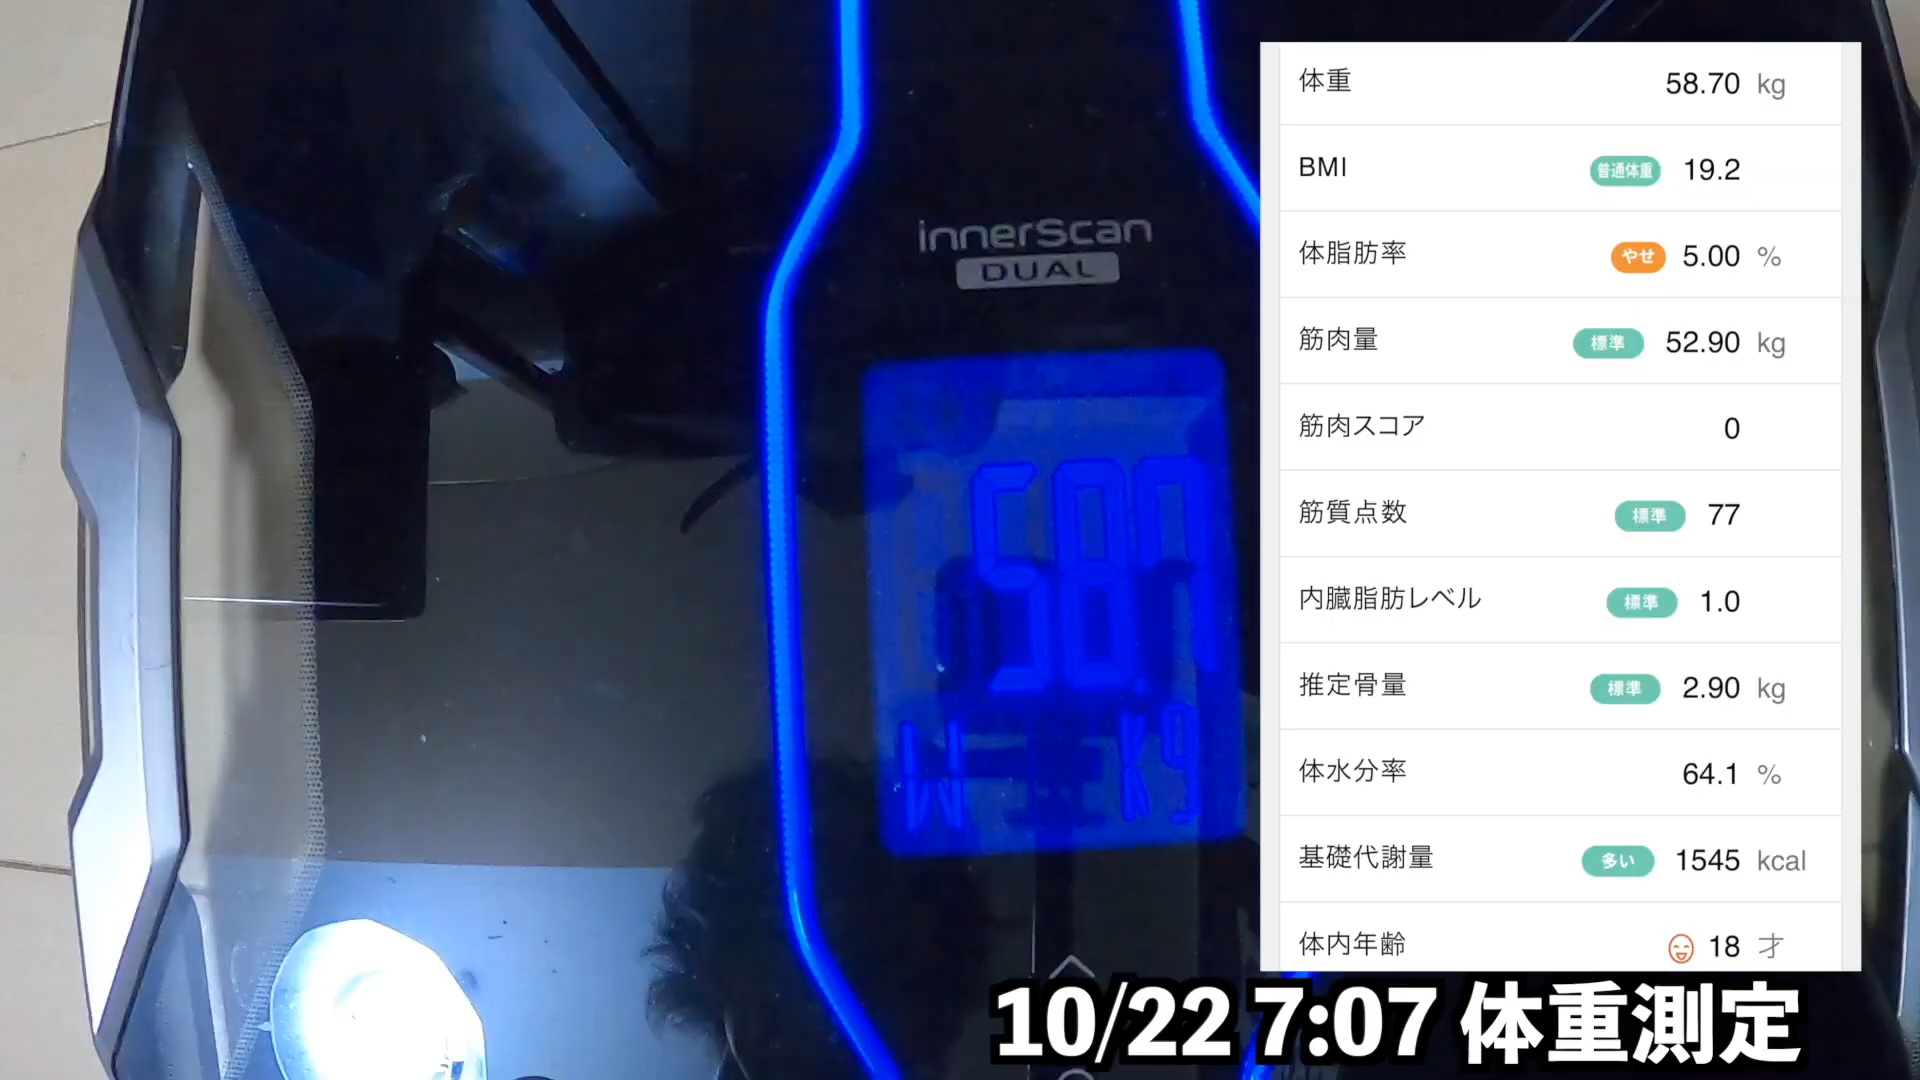 innerScan
DUAL
58.7
W kg
体重 58.70 kg
BMI 普通体重 19.2
体脂肪率 やせ 5.00 %
筋肉量 標準 52.90 kg
筋肉スコア 0
筋質点数 標準 77
内臓脂肪レベル 標準 1.0
推定骨量 標準 2.90 kg
体水分率 64.1 %
基礎代謝量 多い 1545 kcal
体内年齢 18 才
10/22 7:07 体重測定